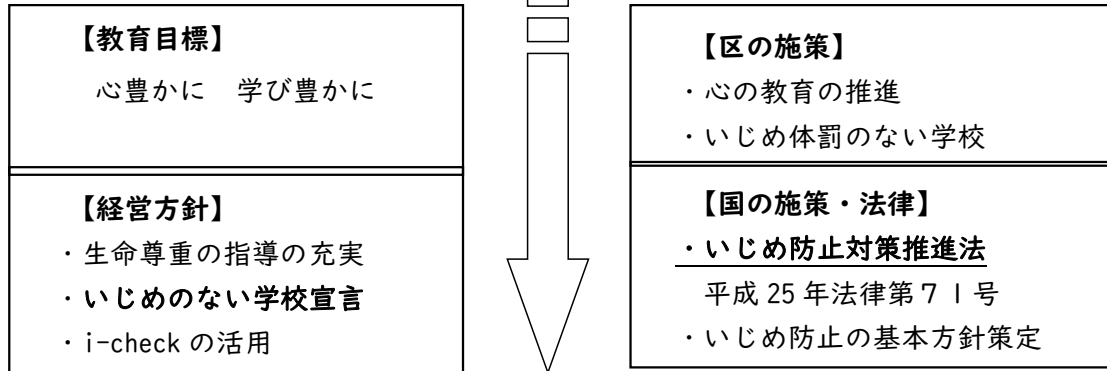 【教育目標】
心豊かに　学び豊かに
【経営方針】
・生命尊重の指導の充実
・いじめのない学校宣言
・i-check の活用
【区の施策】
・心の教育の推進
・いじめ体罰のない学校
【国の施策・法律】
・いじめ防止対策推進法
平成 25 年法律第７１号
・いじめ防止の基本方針策定